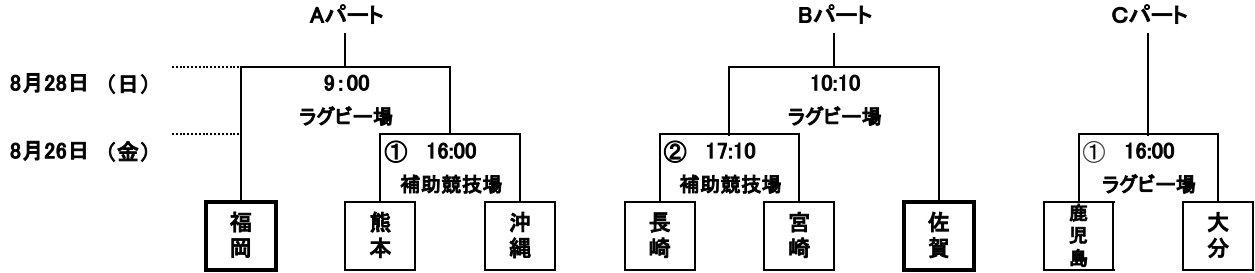 Aパート
Bパート
Cパート
8月28日 (日)
9:00
ラグビー場
10:10
ラグビー場
8月26日 (金)
① 16:00
補助競技場
② 17:10
補助競技場
① 16:00
ラグビー場
福岡
熊本
沖縄
長崎
宮崎
佐賀
鹿児島
大分